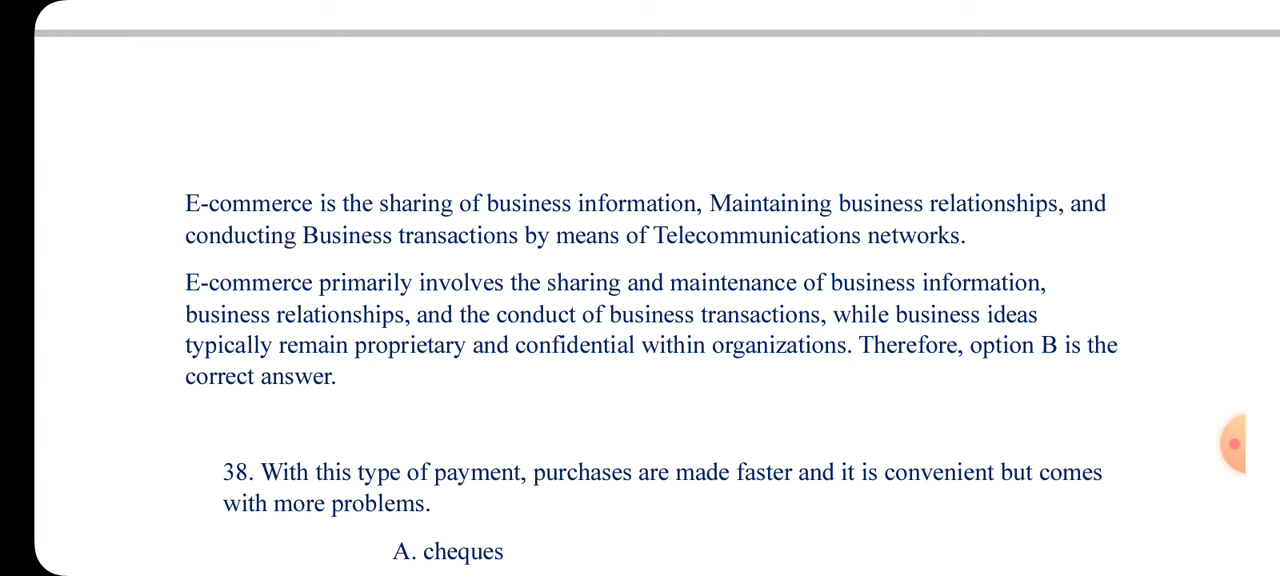 E-commerce is the sharing of business information, Maintaining business relationships, and
conducting Business transactions by means of Telecommunications networks.
E-commerce primarily involves the sharing and maintenance of business information,
business relationships, and the conduct of business transactions, while business ideas
typically remain proprietary and confidential within organizations. Therefore, option B is the
correct answer.
38. With this type of payment, purchases are made faster and it is convenient but comes
with more problems.
A. cheques